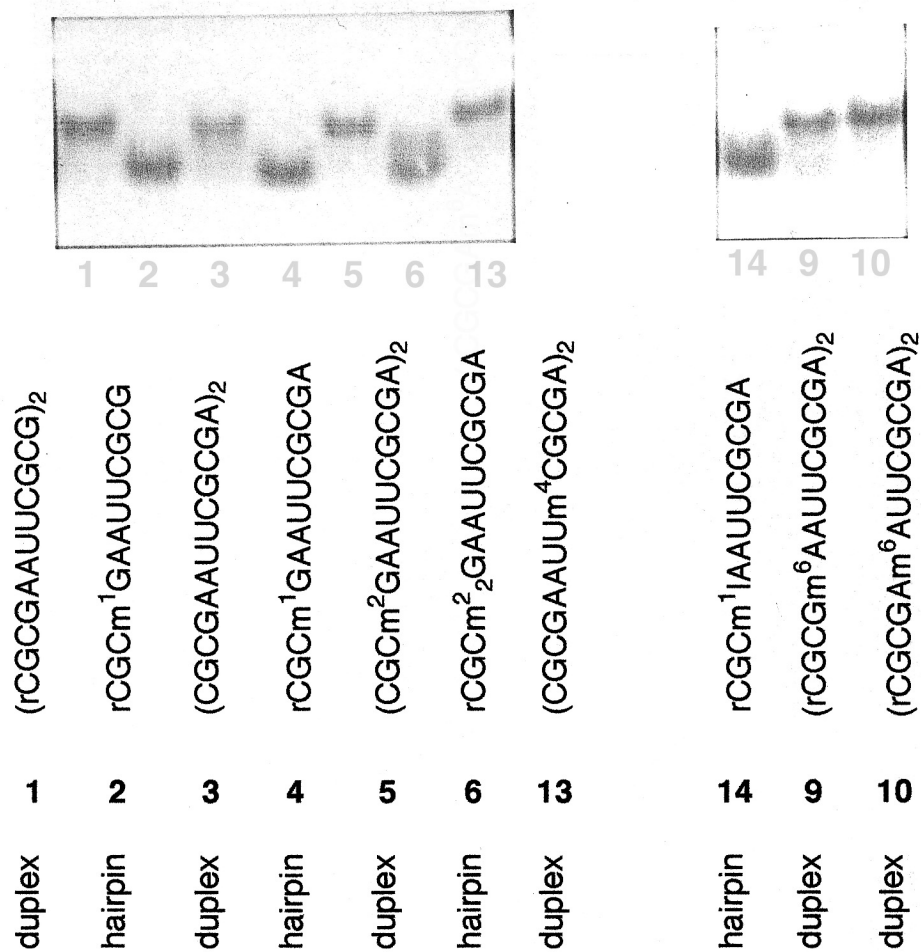 1 2 3 4 5 6 13
14 9 10
duplex 1 (rCGCGAAUUCGCG)₂
hairpin 2 rCGCm¹GAAUUCGCG
duplex 3 (CGCGAAUUCGCGA)₂
hairpin 4 rCGCm¹GAAUUCGCGA
duplex 5 (CGCm²GAAUUCGCGA)₂
hairpin 6 rCGCm²₂GAAUUCGCGA
duplex 13 (CGCGAAUUm⁴CGCGA)₂
hairpin 14 rCGCm¹IAAUUCGCGA
duplex 9 (rCGCGm⁶AAUUCGCGA)₂
duplex 10 (rCGCGAm⁶AUUCGCGA)₂